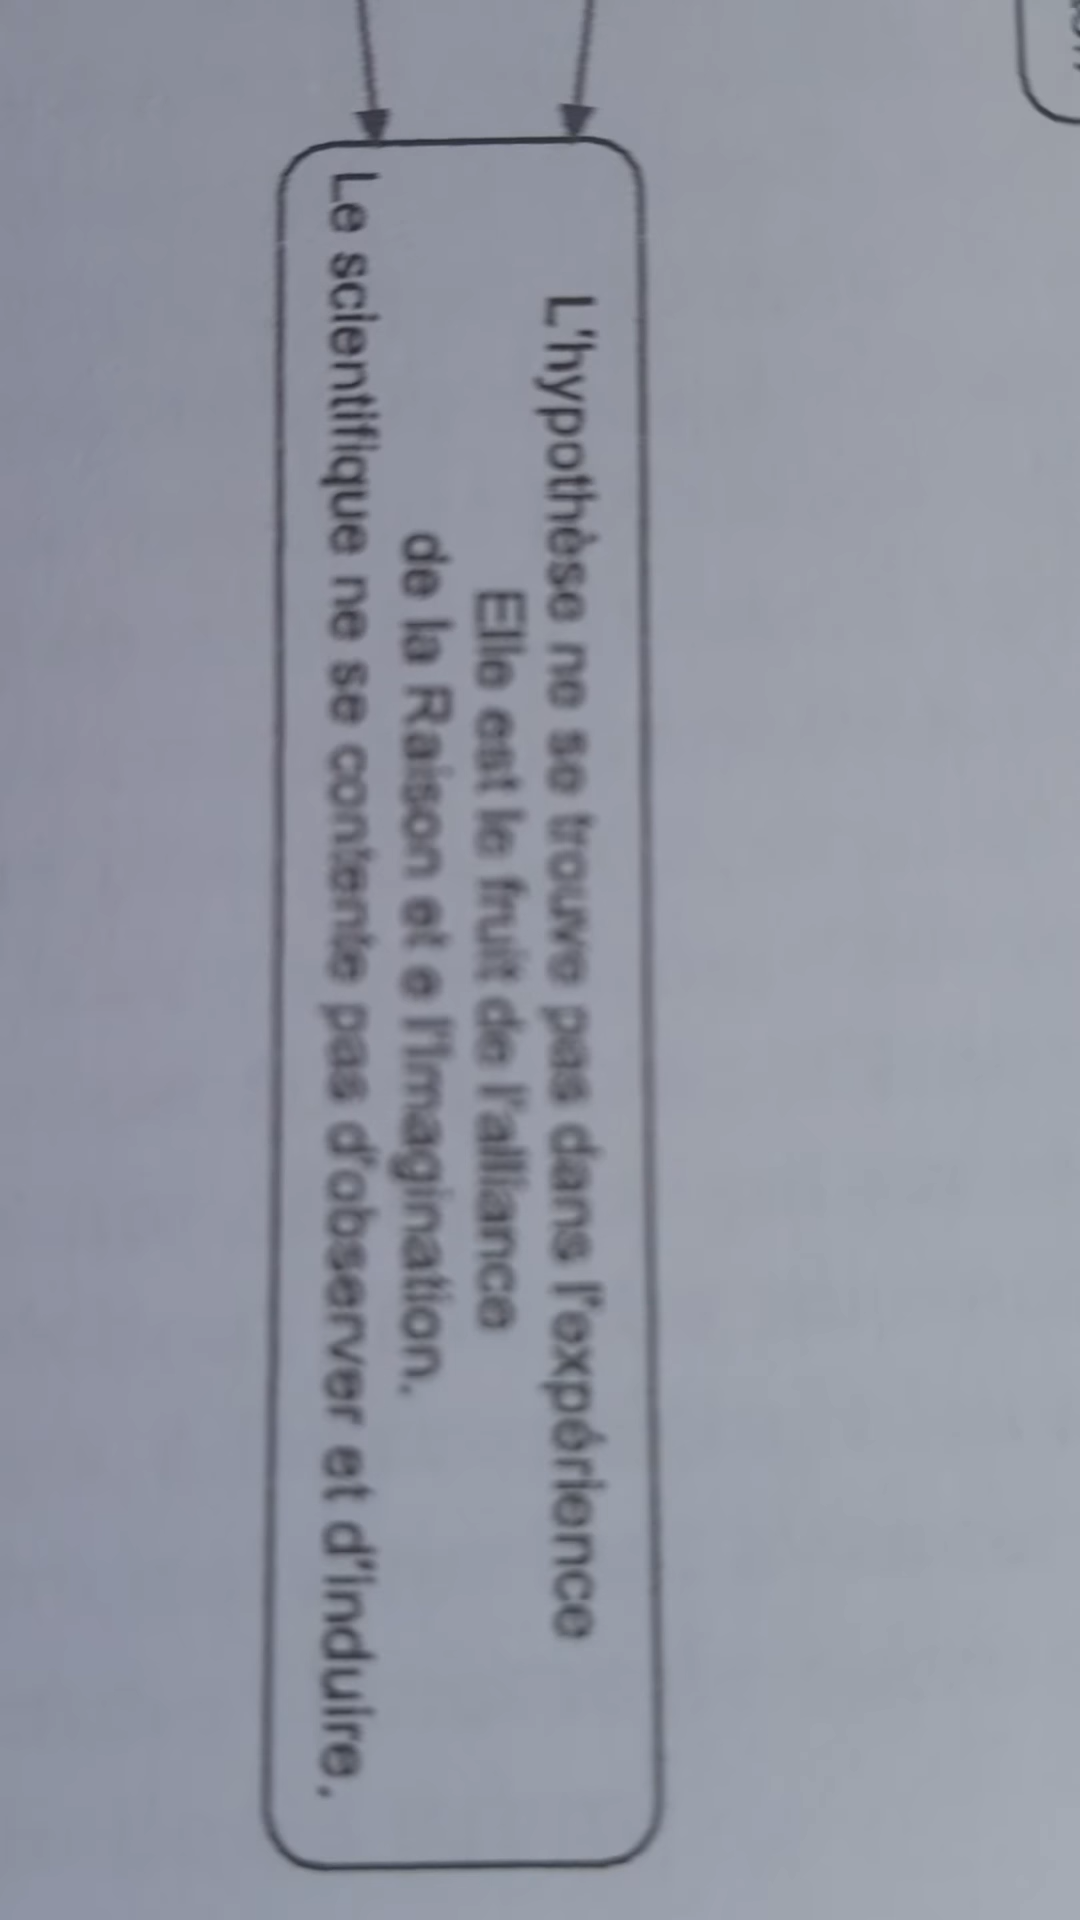 L'hypothèse ne se trouve pas dans l'expérience
Elle est le fruit de l'alliance
de la Raison et e l'Imagination.
Le scientifique ne se contente pas d'observer et d'induire,